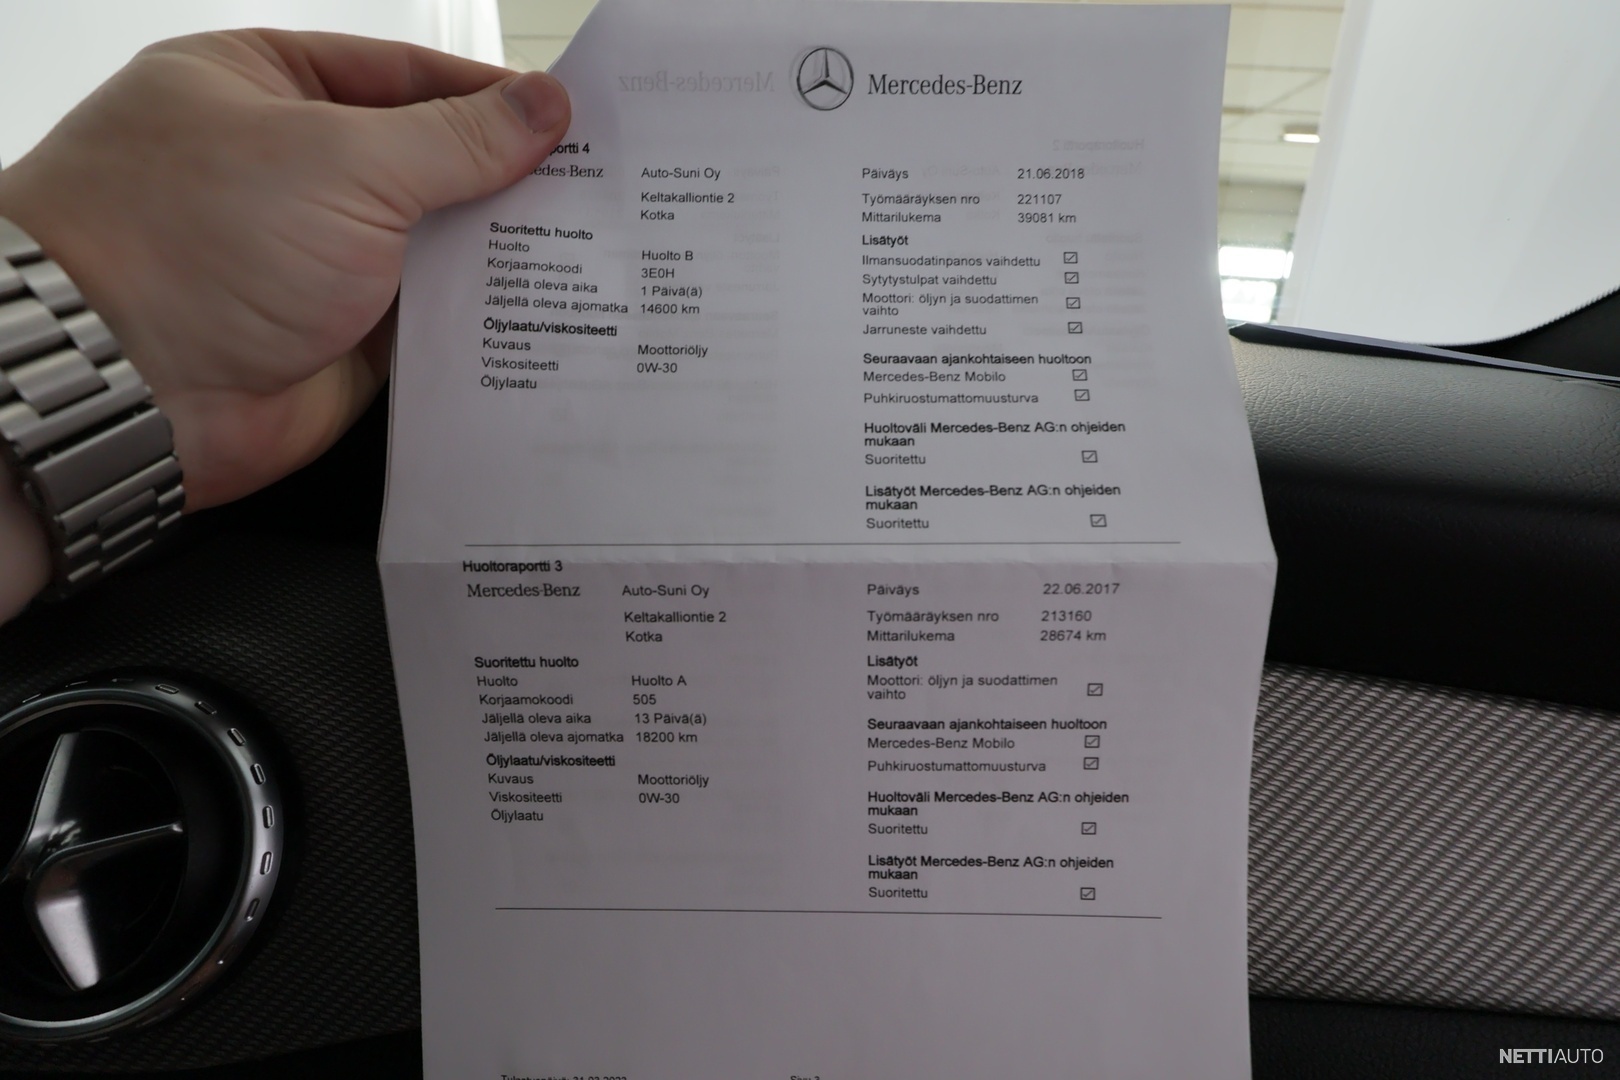 Mercedes-Benz
portti 4
edes-Benz
Auto-Suni Oy
Keltakalliontie 2
Kotka
Suoritettu huolto
Huolto Huolto B
Korjaamokoodi 3E0H
Jäljellä oleva aika 1 Päivä(ä)
Jäljellä oleva ajomatka 14600 km
Öljylaatu/viskositeetti
Kuvaus Moottoriöljy
Viskositeetti 0W-30
Öljylaatu
Päiväys 21.06.2018
Työmääräyksen nro 221107
Mittarilukema 39081 km
Lisätyöt
Ilmansuodatinpanos vaihdettu ☑
Sytytystulpat vaihdettu ☑
Moottori: öljyn ja suodattimen ☑
vaihto
Jarruneste vaihdettu ☑
Seuraavaan ajankohtaiseen huoltoon
Mercedes-Benz Mobilo ☑
Puhkiruostumattomuusturva ☑
Huoltoväli Mercedes-Benz AG:n ohjeiden
mukaan
Suoritettu ☑
Lisätyöt Mercedes-Benz AG:n ohjeiden
mukaan
Suoritettu ☑
Huoltoraportti 3
Mercedes-Benz
Auto-Suni Oy
Keltakalliontie 2
Kotka
Suoritettu huolto
Huolto Huolto A
Korjaamokoodi 505
Jäljellä oleva aika 13 Päivä(ä)
Jäljellä oleva ajomatka 18200 km
Öljylaatu/viskositeetti
Kuvaus Moottoriöljy
Viskositeetti 0W-30
Öljylaatu
Päiväys 22.06.2017
Työmääräyksen nro 213160
Mittarilukema 28674 km
Lisätyöt
Moottori: öljyn ja suodattimen ☑
vaihto
Seuraavaan ajankohtaiseen huoltoon
Mercedes-Benz Mobilo ☑
Puhkiruostumattomuusturva ☑
Huoltoväli Mercedes-Benz AG:n ohjeiden
mukaan
Suoritettu ☑
Lisätyöt Mercedes-Benz AG:n ohjeiden
mukaan
Suoritettu ☑
Sivu 3
NETTIAUTO